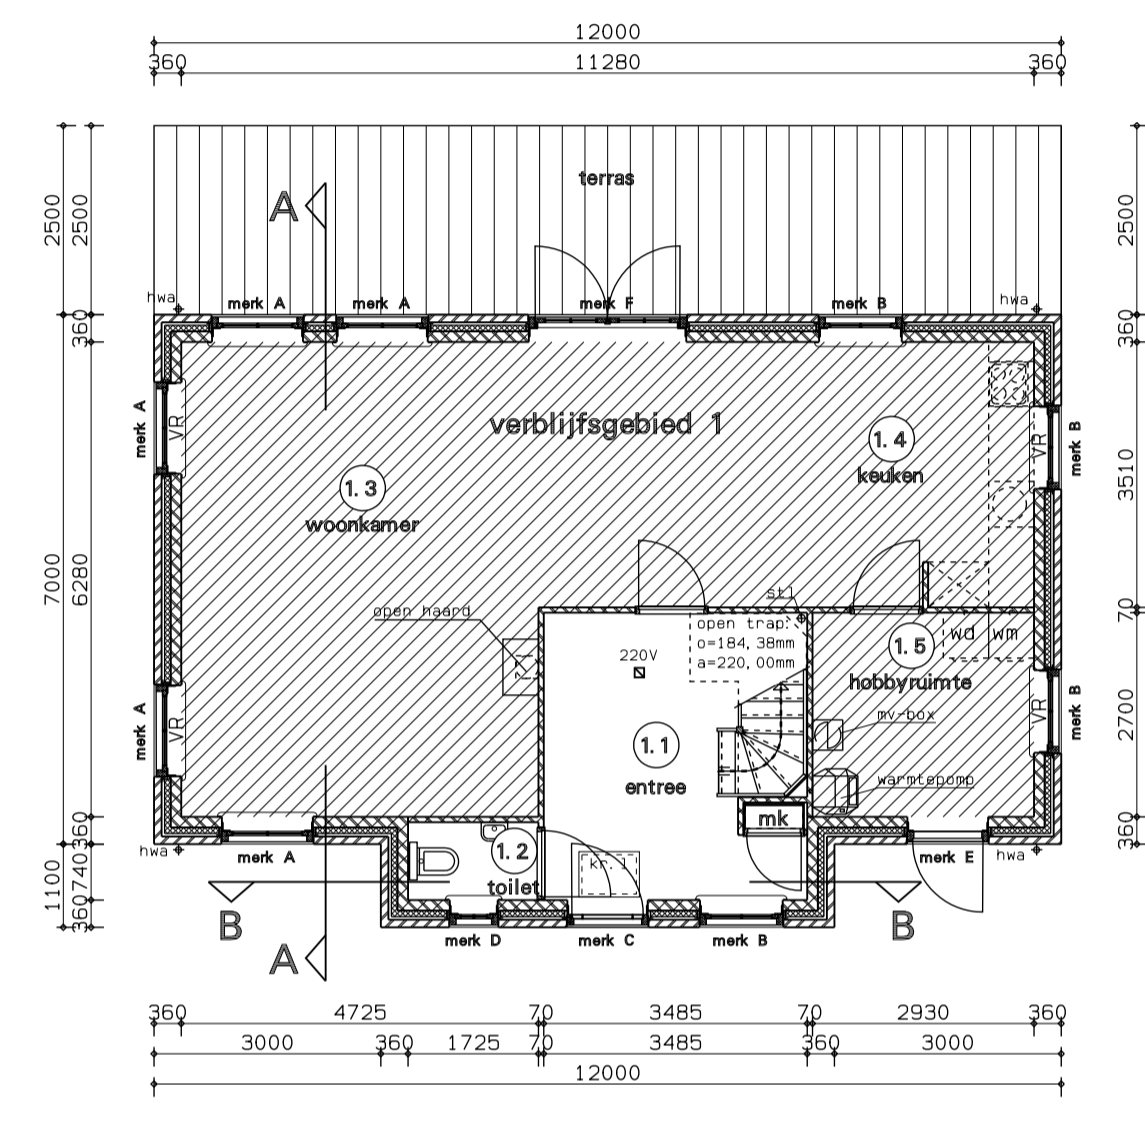 12000
360 11280 360
terras
A
2500 2500 2500
hwa merk A merk A merk F merk B hwa
360 360
merk A VR verblijfsgebied 1 1.4 keuken VR merk B
1.3
woonkamer
3510
7000 6280
open haard
st1
open trap:
o=184,38mm
a=220,00mm
70
wd wm
1.5
hobbyruimte
220V
merk A VR
1.1
entree
mv-box
VR merk B
2700
warmtepomp
mk
360 360
hwa merk A
1.2
toilet
kr. l
merk E hwa
1100 740 360
B B
merk D merk C merk B
A
360 4725 70 3485 70 2930 360
3000 360 1725 70 3485 360 3000
12000